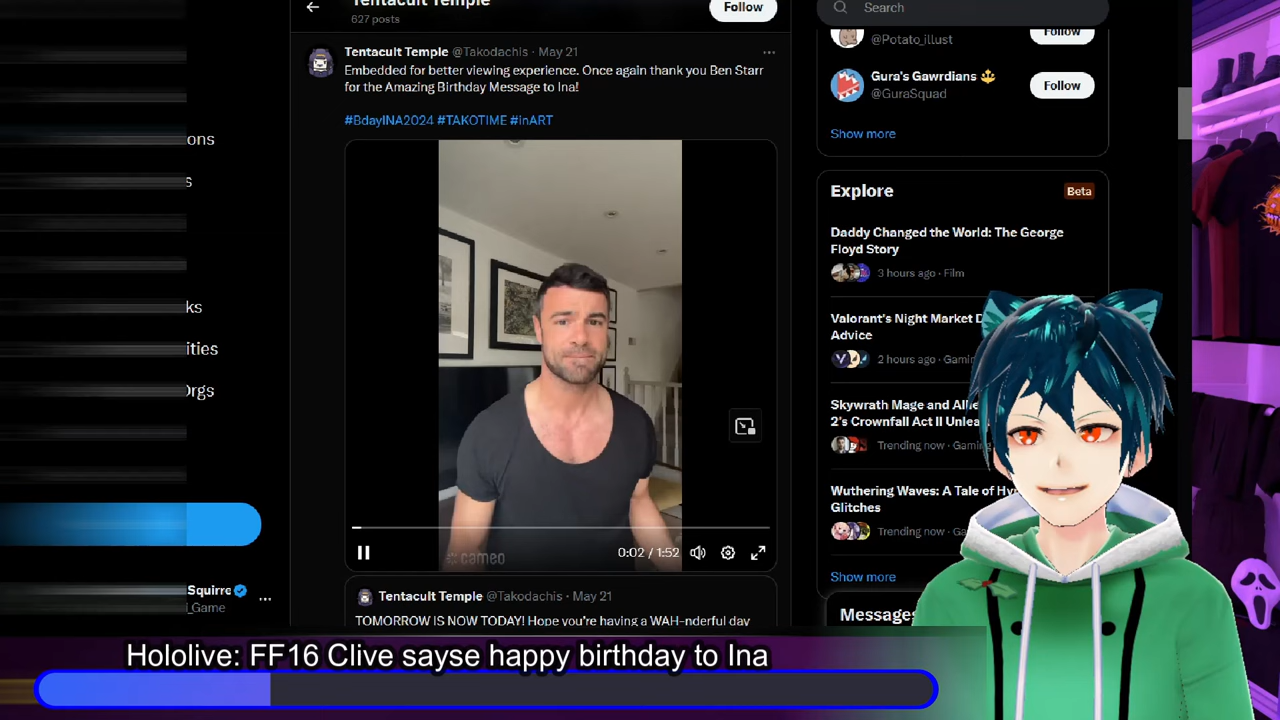 Tentacult Temple
627 posts
Follow
Tentacult Temple @Takodachis · May 21
Embedded for better viewing experience. Once again thank you Ben Starr
for the Amazing Birthday Message to Ina!
#BdayINA2024 #TAKOTIME #inART
cameo
0:02 / 1:52
Tentacult Temple @Takodachis · May 21
TOMORROW IS NOW TODAY! Hope you're having a WAH-nderful day
ons
s
ks
ities
Orgs
Squirre
_Game
Search
@Potato_illust
Follow
Gura's Gawrdians
@GuraSquad
Follow
Show more
Explore
Beta
Daddy Changed the World: The George
Floyd Story
3 hours ago · Film
Valorant's Night Market
Advice
2 hours ago · Gami
Skywrath Mage and Alli
2's Crownfall Act II Unlea
Trending now · Gam
Wuthering Waves: A Tale of Hy
Glitches
Trending now · Ga
Show more
Messages
Hololive: FF16 Clive sayse happy birthday to Ina